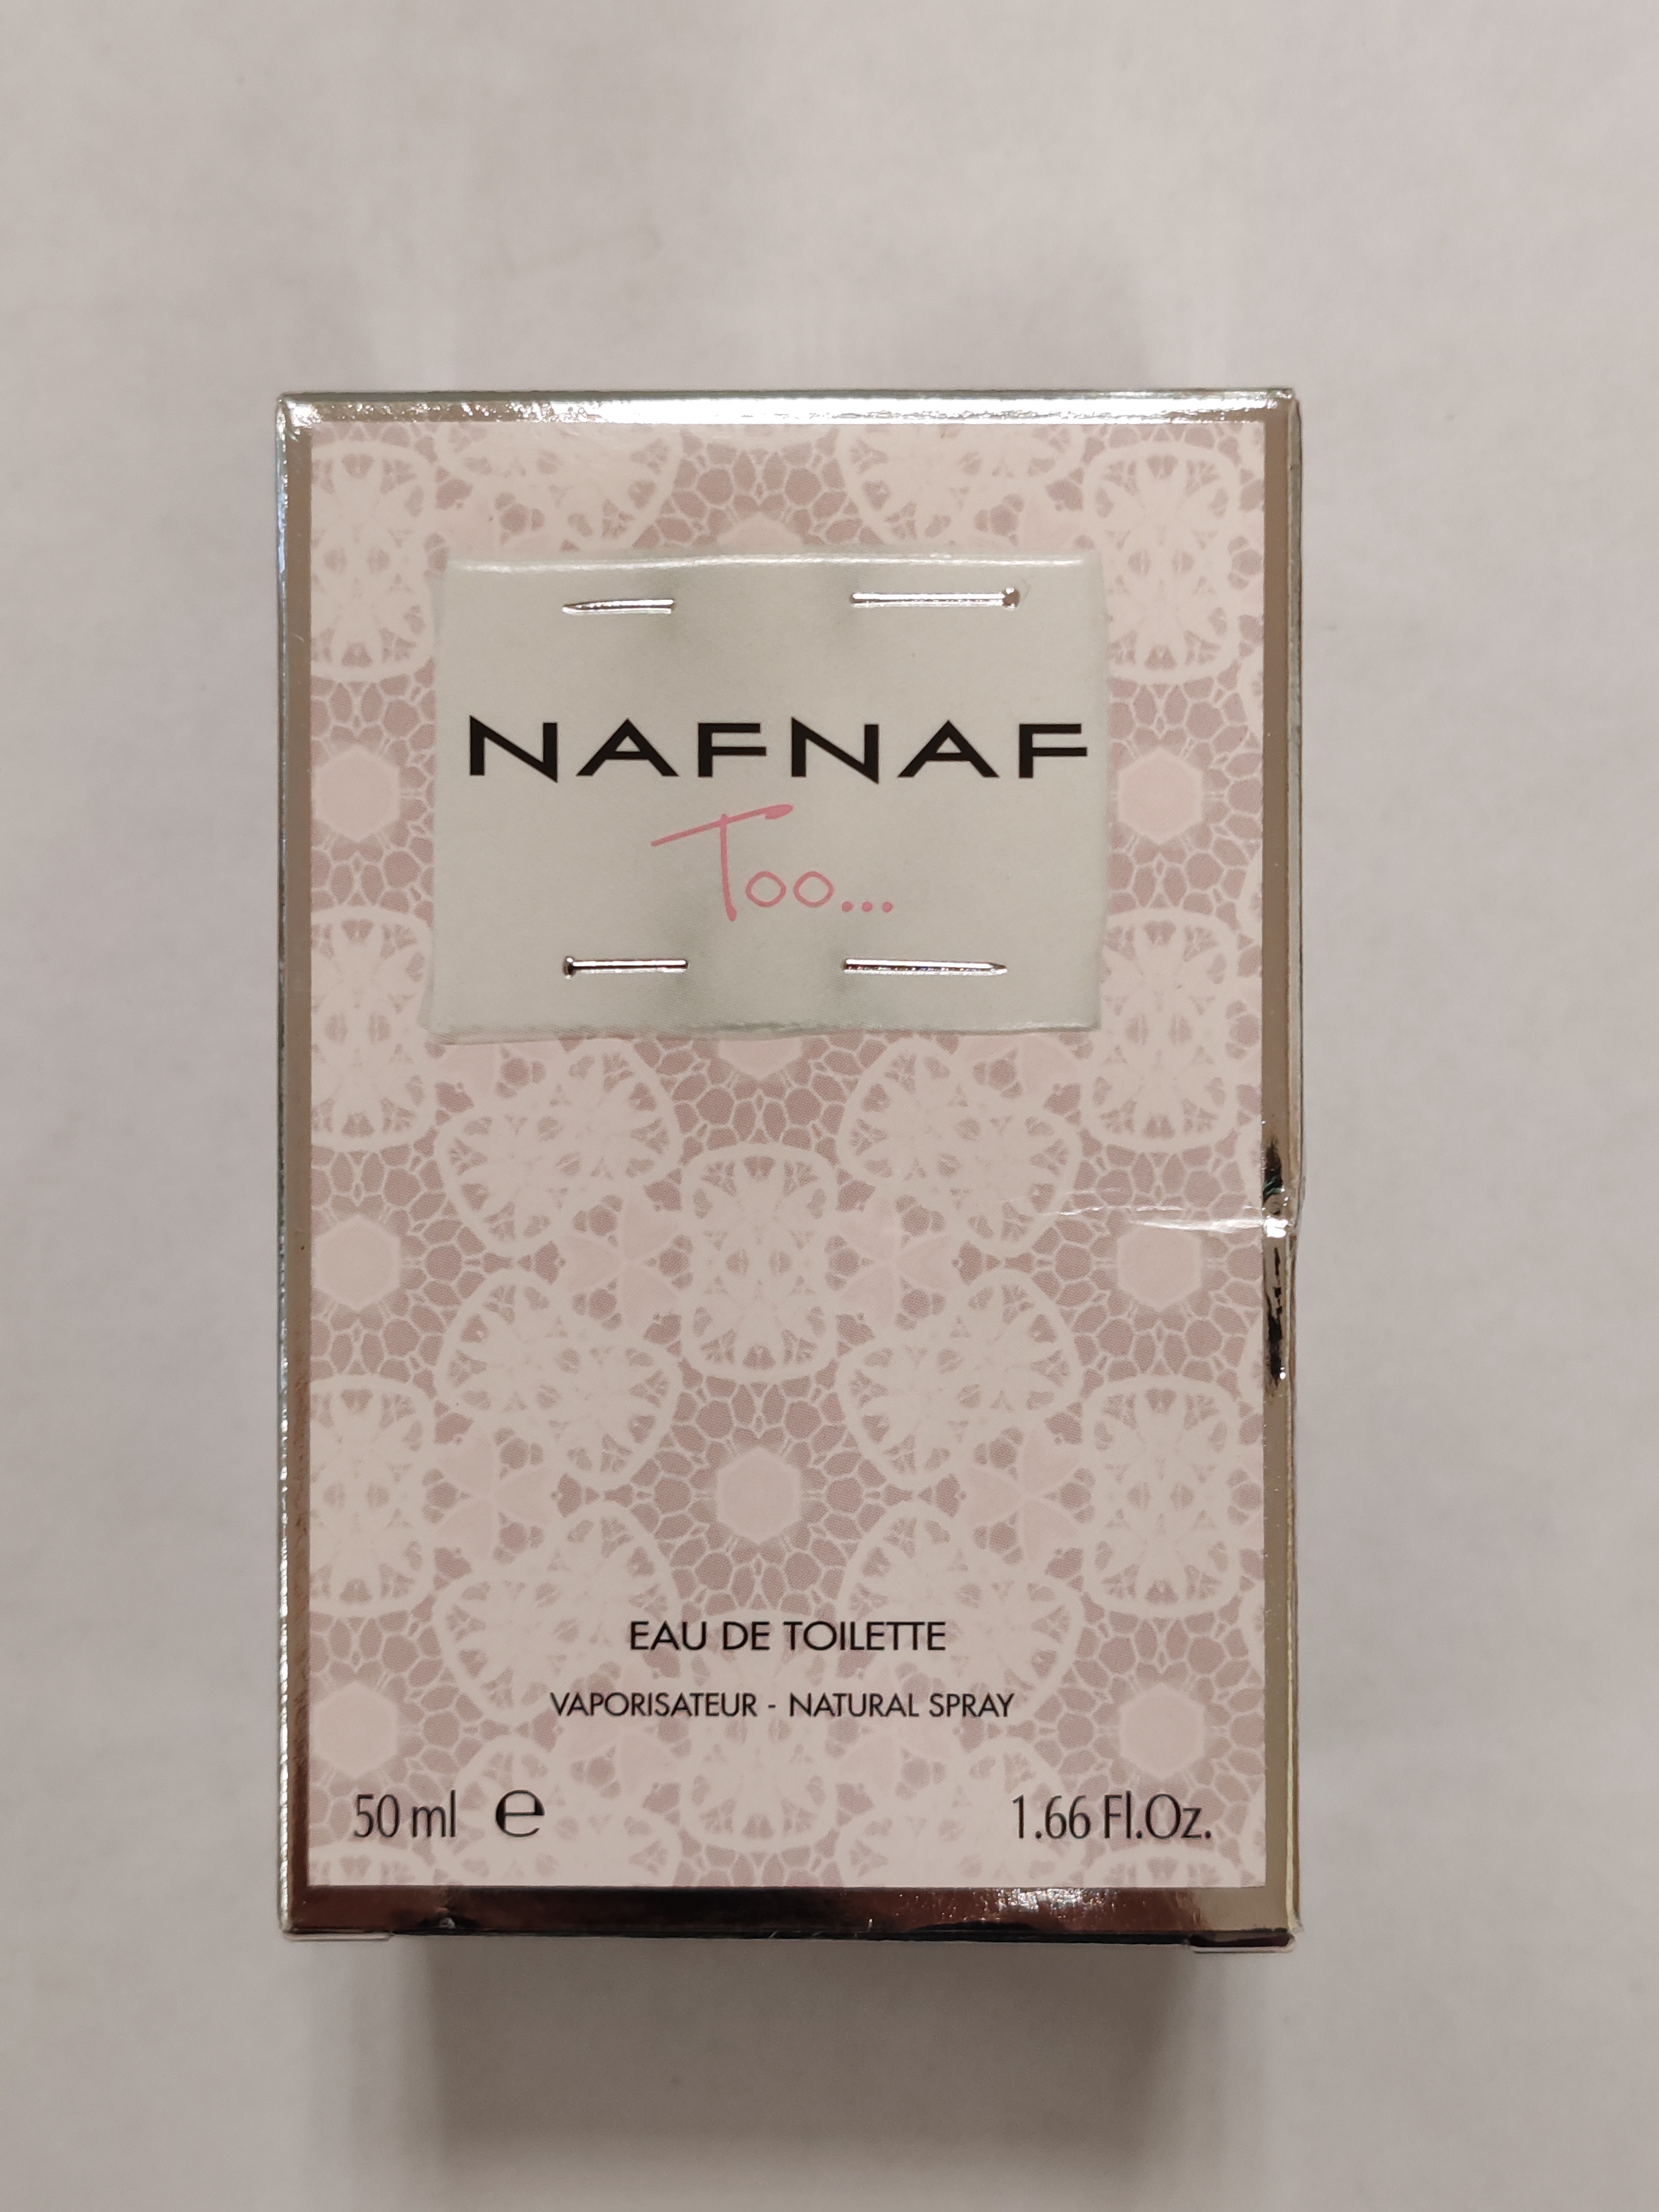 NAFNAF
Too...
EAU DE TOILETTE
VAPORISATEUR - NATURAL SPRAY
50 ml ℮ 1.66 Fl.Oz.